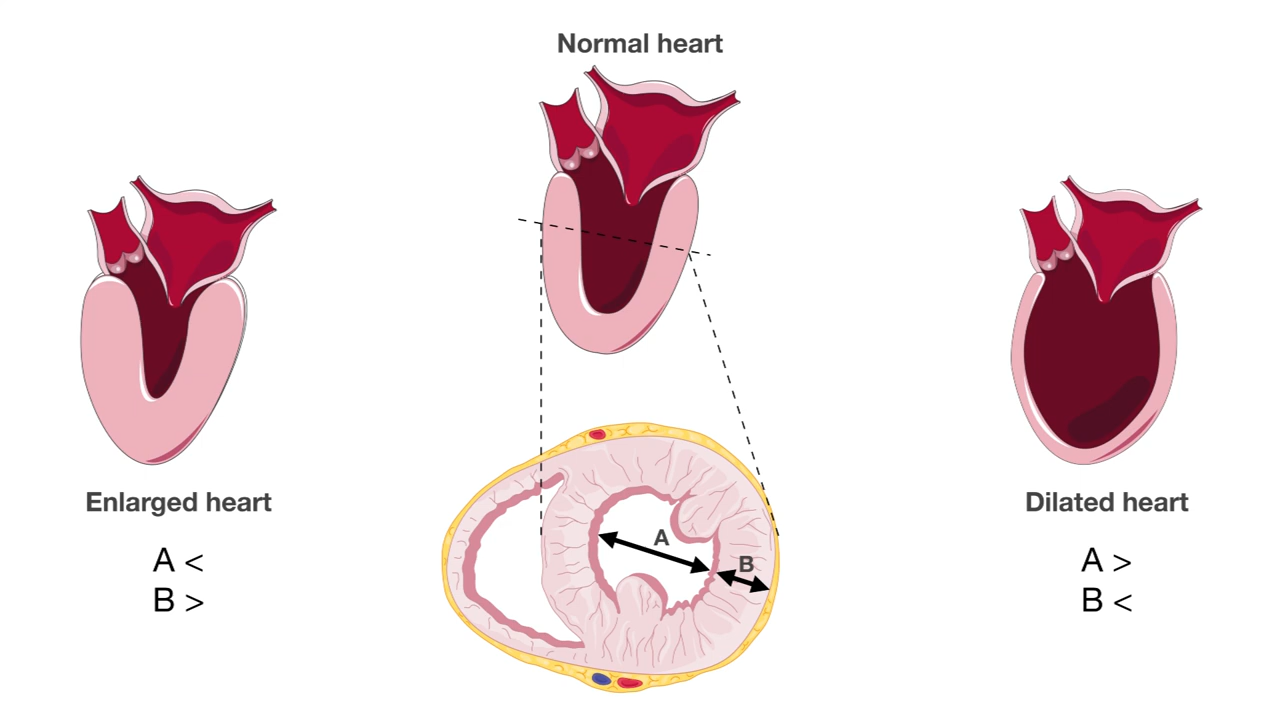 Normal heart
A
B
Enlarged heart
A <
B >
Dilated heart
A >
B <